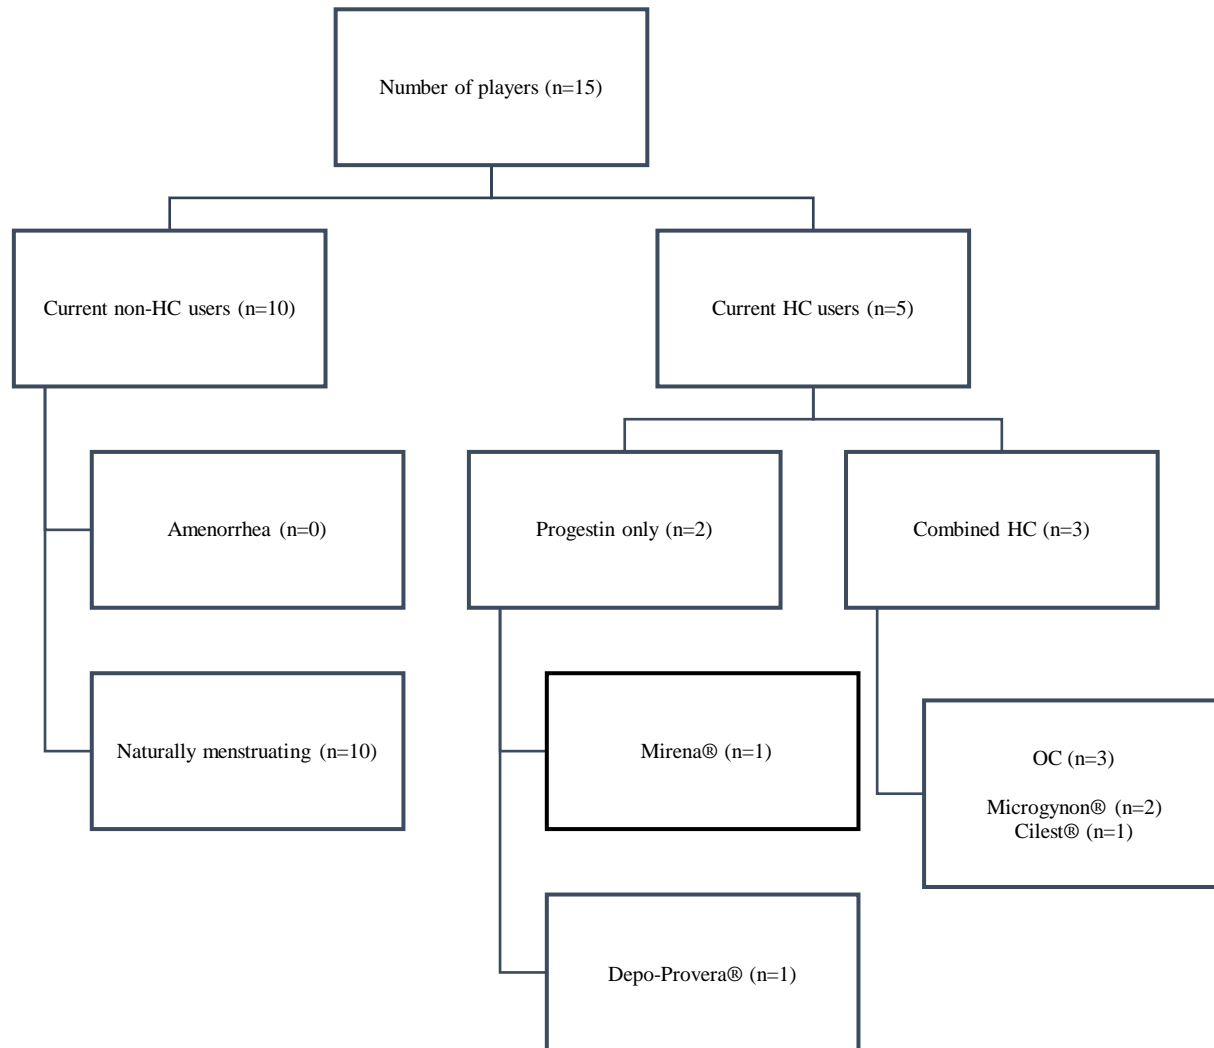 Number of players (n=15)
Current non-HC users (n=10)
Current HC users (n=5)
Amenorrhea (n=0)
Progestin only (n=2)
Combined HC (n=3)
Naturally menstruating (n=10)
Mirena® (n=1)
OC (n=3)
Microgynon® (n=2)
Cilest® (n=1)
Depo-Provera® (n=1)